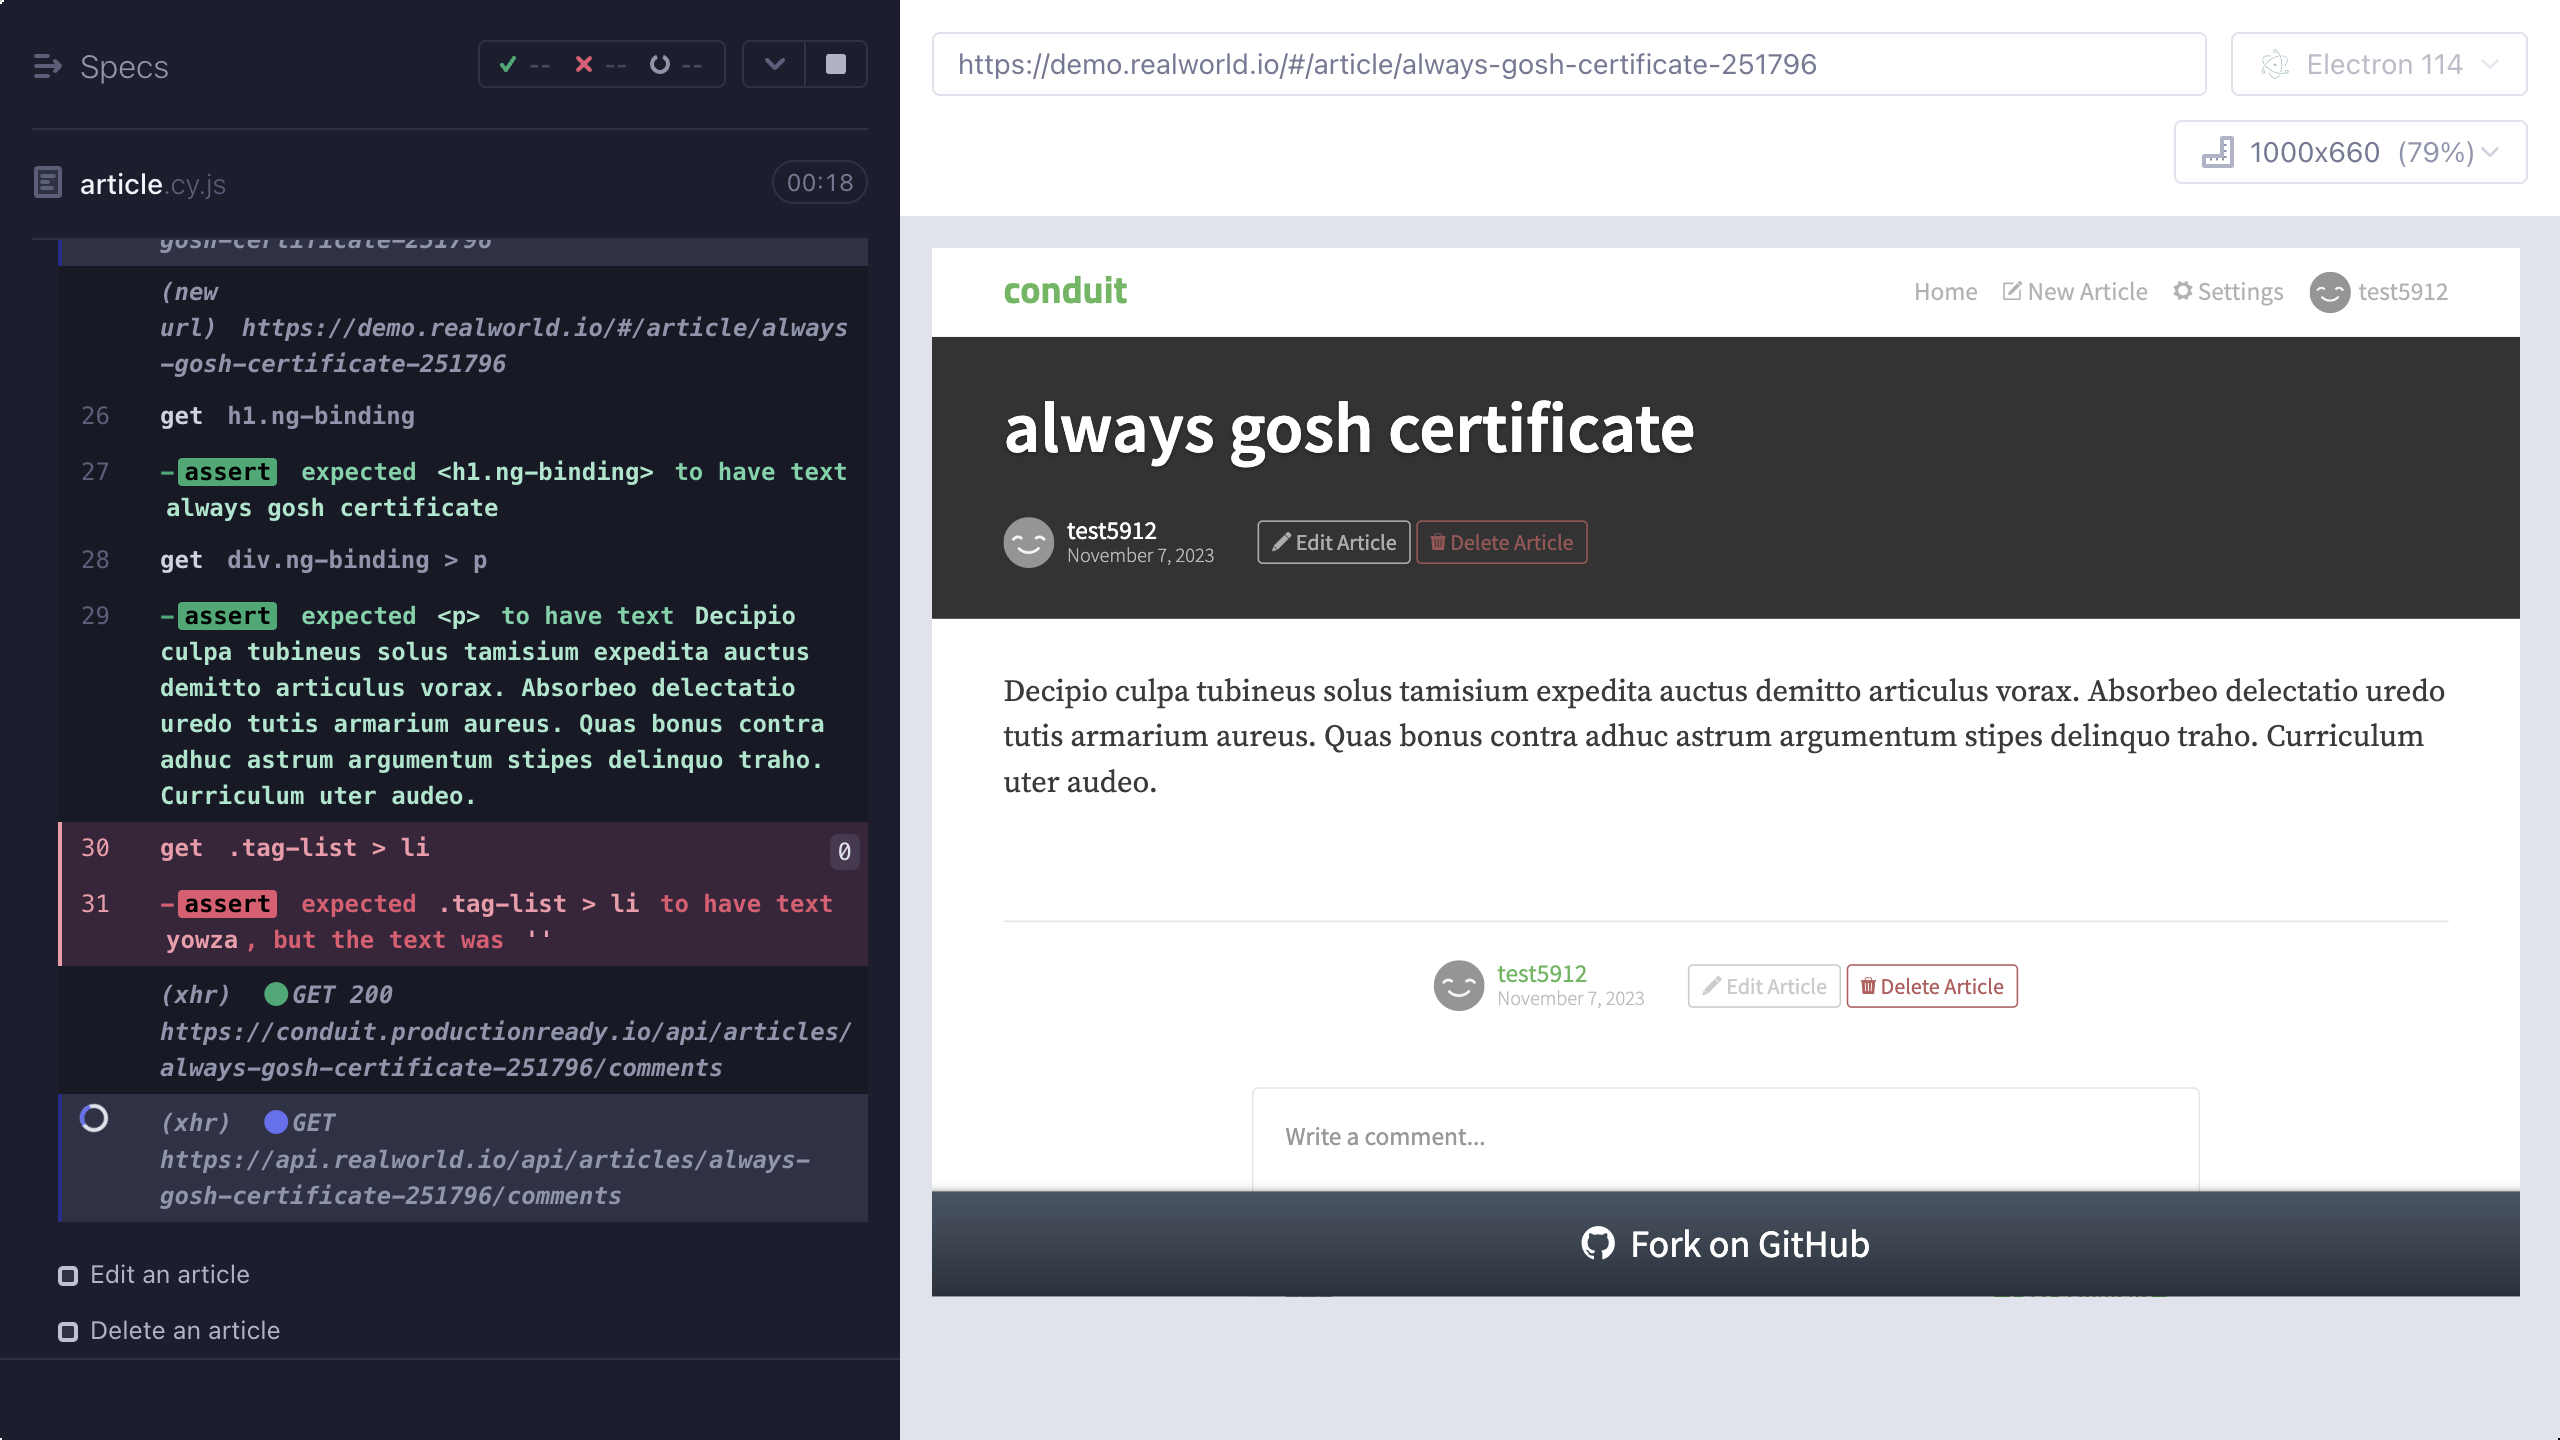 Specs
-- -- --
article.cy.js
00:18
gosh-certificate-251796
(new
url) https://demo.realworld.io/#/article/always
-gosh-certificate-251796
26 get h1.ng-binding
27 -assert expected <h1.ng-binding> to have text
always gosh certificate
28 get div.ng-binding > p
29 -assert expected <p> to have text Decipio
culpa tubineus solus tamisium expedita auctus
demitto articulus vorax. Absorbeo delectatio
uredo tutis armarium aureus. Quas bonus contra
adhuc astrum argumentum stipes delinquo traho.
Curriculum uter audeo.
30 get .tag-list > li 0
31 -assert expected .tag-list > li to have text
yowza, but the text was ''
(xhr) GET 200
https://conduit.productionready.io/api/articles/
always-gosh-certificate-251796/comments
(xhr) GET
https://api.realworld.io/api/articles/always-
gosh-certificate-251796/comments
Edit an article
Delete an article
https://demo.realworld.io/#/article/always-gosh-certificate-251796
Electron 114
1000x660 (79%)
conduit
Home New Article Settings test5912
always gosh certificate
test5912
November 7, 2023
Edit Article Delete Article
Decipio culpa tubineus solus tamisium expedita auctus demitto articulus vorax. Absorbeo delectatio uredo
tutis armarium aureus. Quas bonus contra adhuc astrum argumentum stipes delinquo traho. Curriculum
uter audeo.
test5912
November 7, 2023
Edit Article Delete Article
Write a comment...
Fork on GitHub